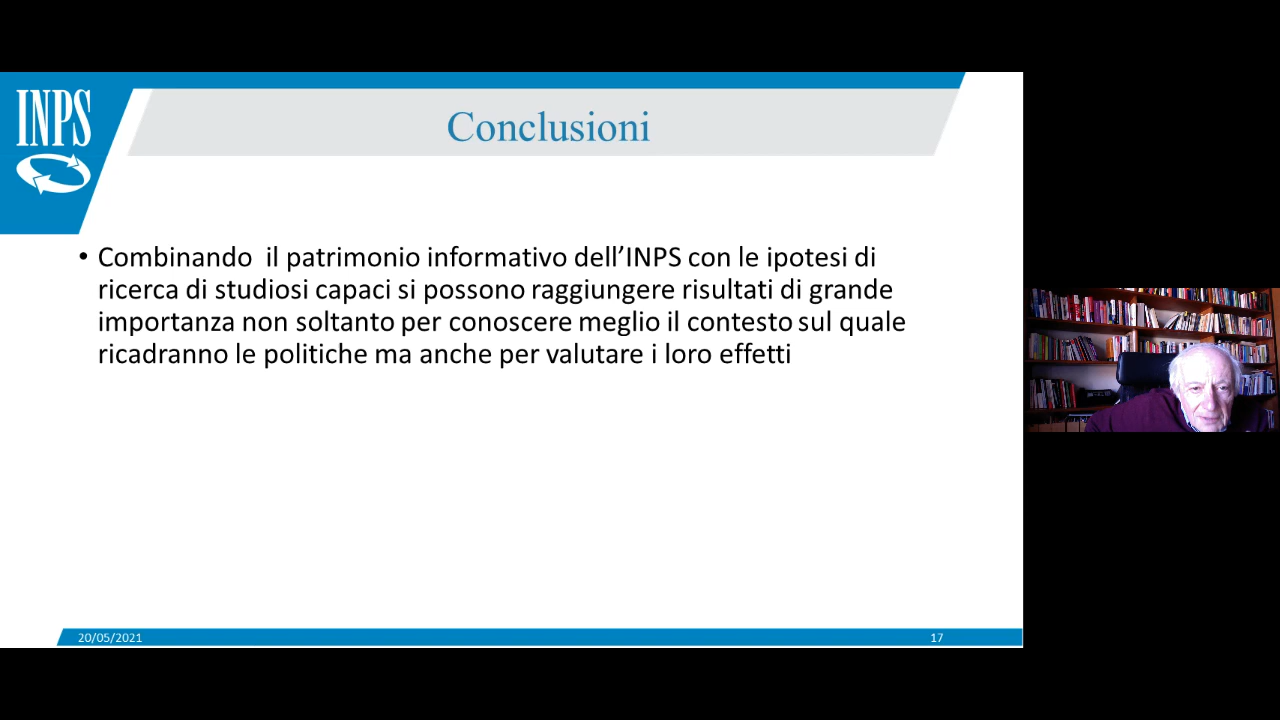 INPS
Conclusioni
• Combinando  il patrimonio informativo dell’INPS con le ipotesi di
ricerca di studiosi capaci si possono raggiungere risultati di grande
importanza non soltanto per conoscere meglio il contesto sul quale
ricadranno le politiche ma anche per valutare i loro effetti
20/05/2021
17